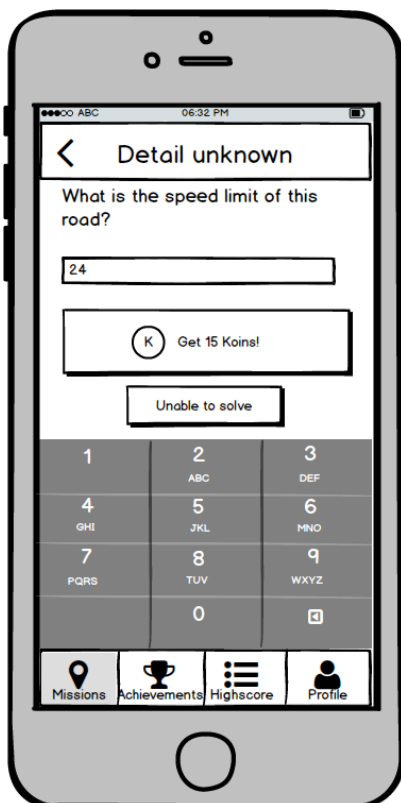 ABC 06:32 PM
Detail unknown
What is the speed limit of this
road?
24
K Get 15 Koins!
Unable to solve
1 2 3
ABC DEF
4 5 6
GHI JKL MNO
7 8 9
PQRS TUV WXYZ
0
Missions Achievements Highscore Profile